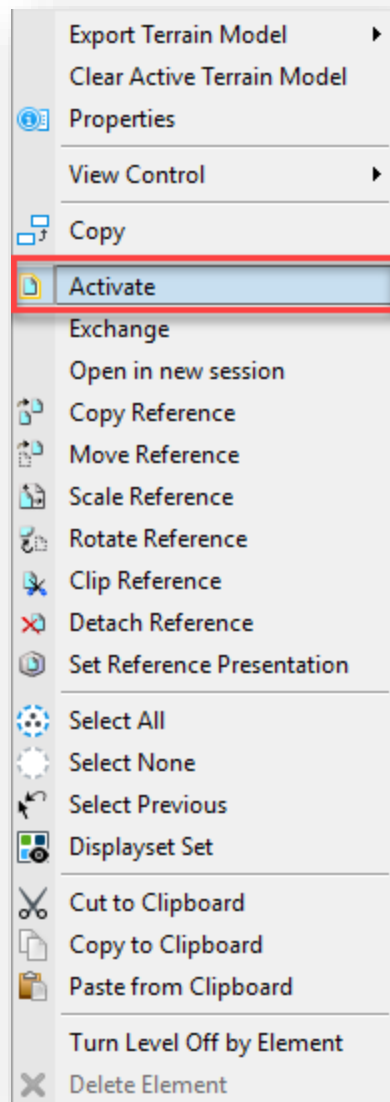 Export Terrain Model
Clear Active Terrain Model
Properties
View Control
Copy
Activate
Exchange
Open in new session
Copy Reference
Move Reference
Scale Reference
Rotate Reference
Clip Reference
Detach Reference
Set Reference Presentation
Select All
Select None
Select Previous
Displayset Set
Cut to Clipboard
Copy to Clipboard
Paste from Clipboard
Turn Level Off by Element
Delete Element